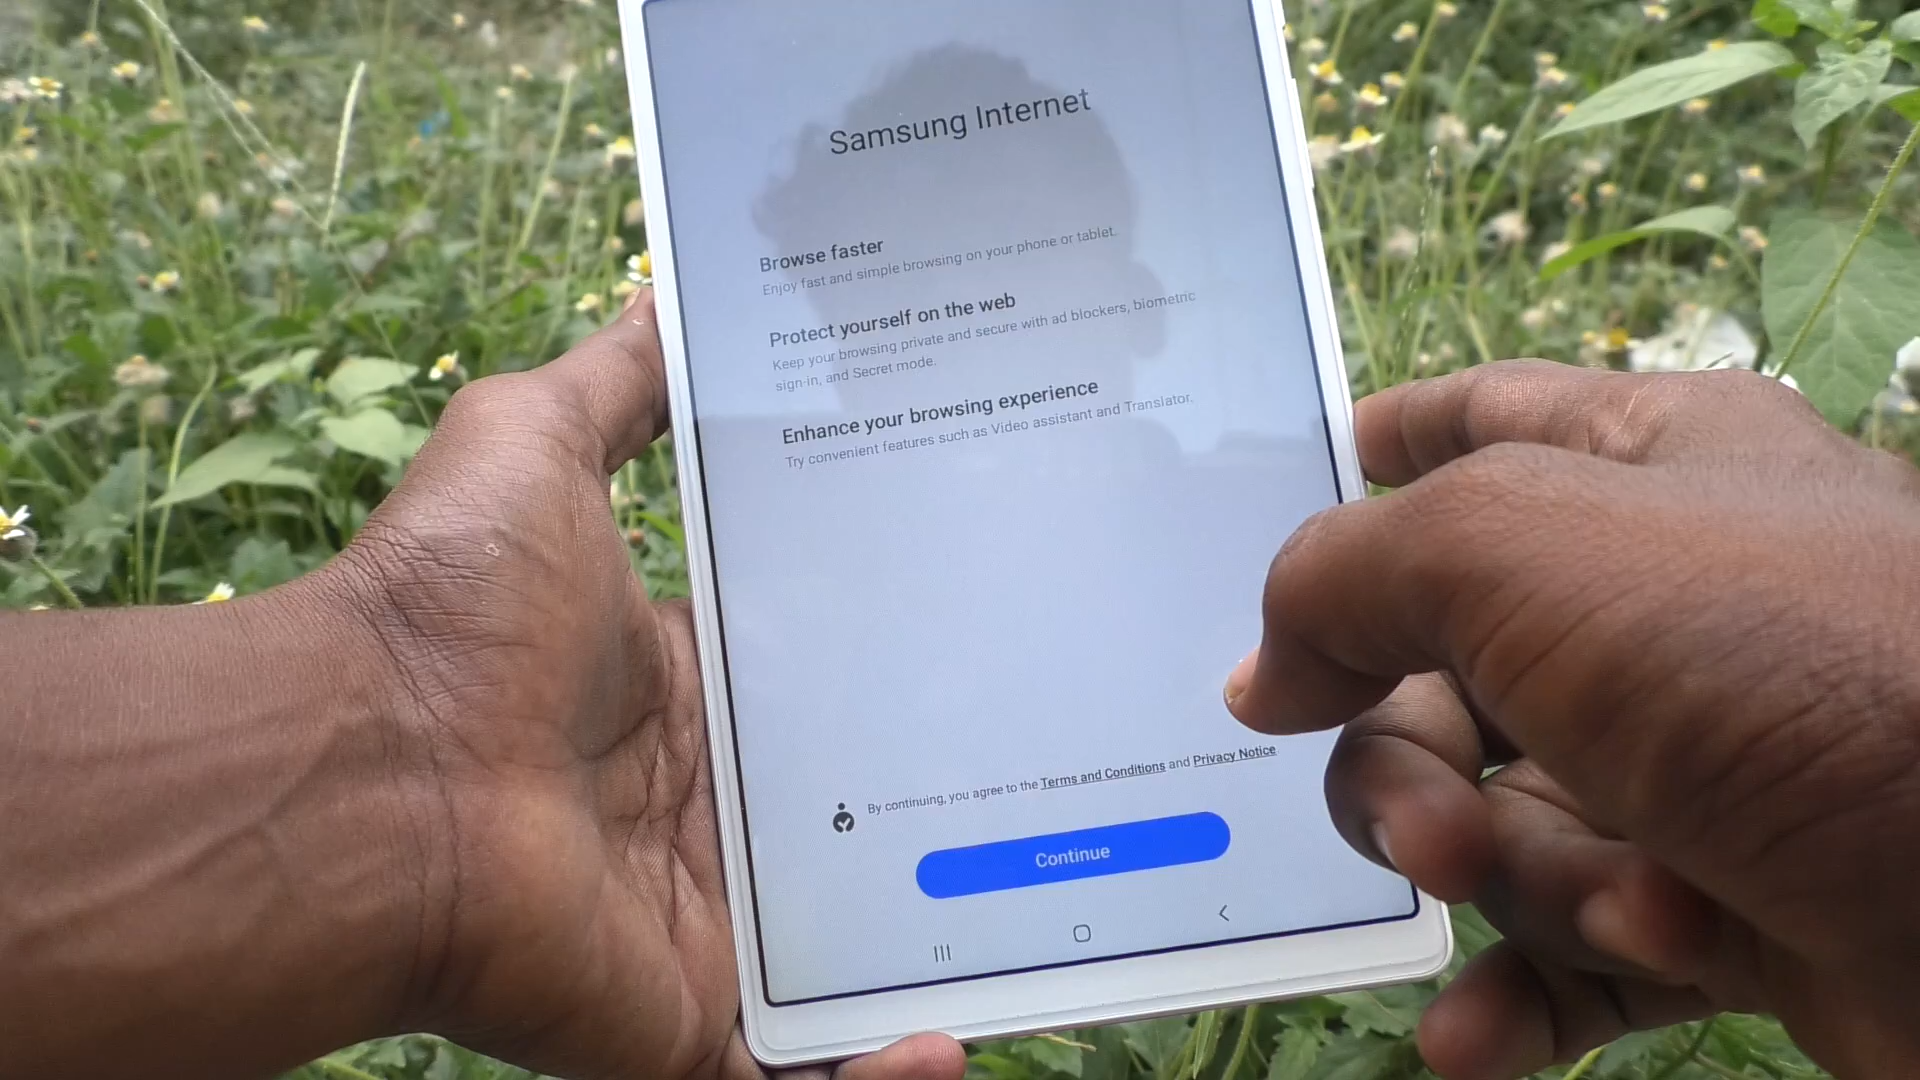 Samsung Internet
Browse faster
Enjoy fast and simple browsing on your phone or tablet.
Protect yourself on the web
Keep your browsing private and secure with ad blockers, biometric
sign-in, and Secret mode.
Enhance your browsing experience
Try convenient features such as Video assistant and Translator.
By continuing, you agree to the Terms and Conditions and Privacy Notice
Continue